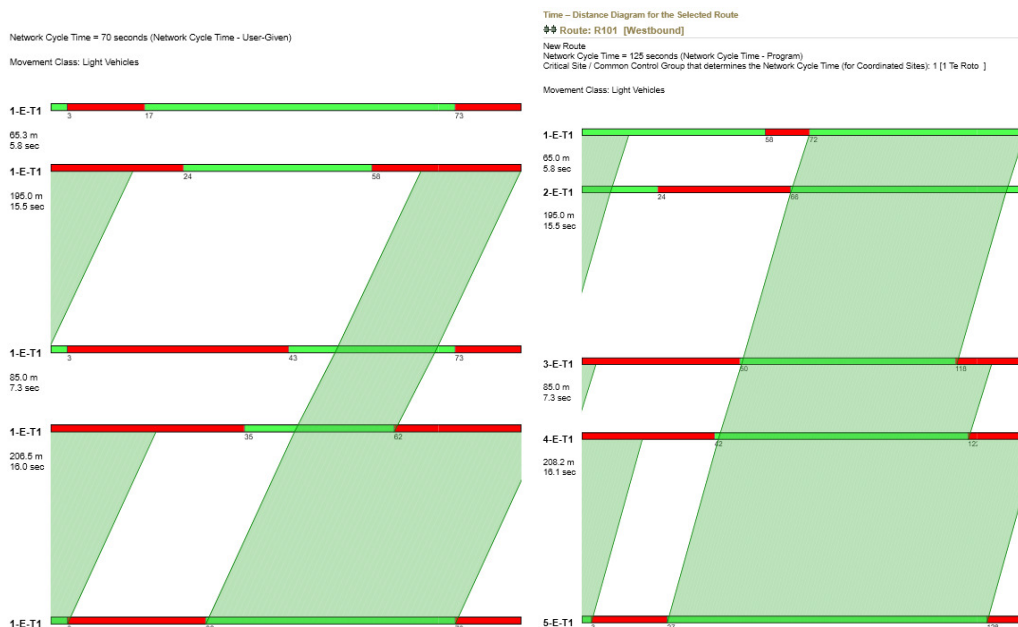 Network Cycle Time = 70 seconds (Network Cycle Time - User-Given)
Movement Class: Light Vehicles
1-E-T1
3 17 73
65.3 m
5.8 sec
1-E-T1
24 58
195.0 m
15.5 sec
1-E-T1
3 43 73
85.0 m
7.3 sec
1-E-T1
35 62
206.5 m
16.0 sec
1-E-T1
Time – Distance Diagram for the Selected Route
Route: R101 [Westbound]
New Route
Network Cycle Time = 125 seconds (Network Cycle Time - Program)
Critical Site / Common Control Group that determines the Network Cycle Time (for Coordinated Sites): 1 [1 Te Roto ]
Movement Class: Light Vehicles
1-E-T1
58 72
65.0 m
5.8 sec
2-E-T1
24 66
195.0 m
15.5 sec
3-E-T1
50 118
85.0 m
7.3 sec
4-E-T1
42
208.2 m
16.1 sec
5-E-T1